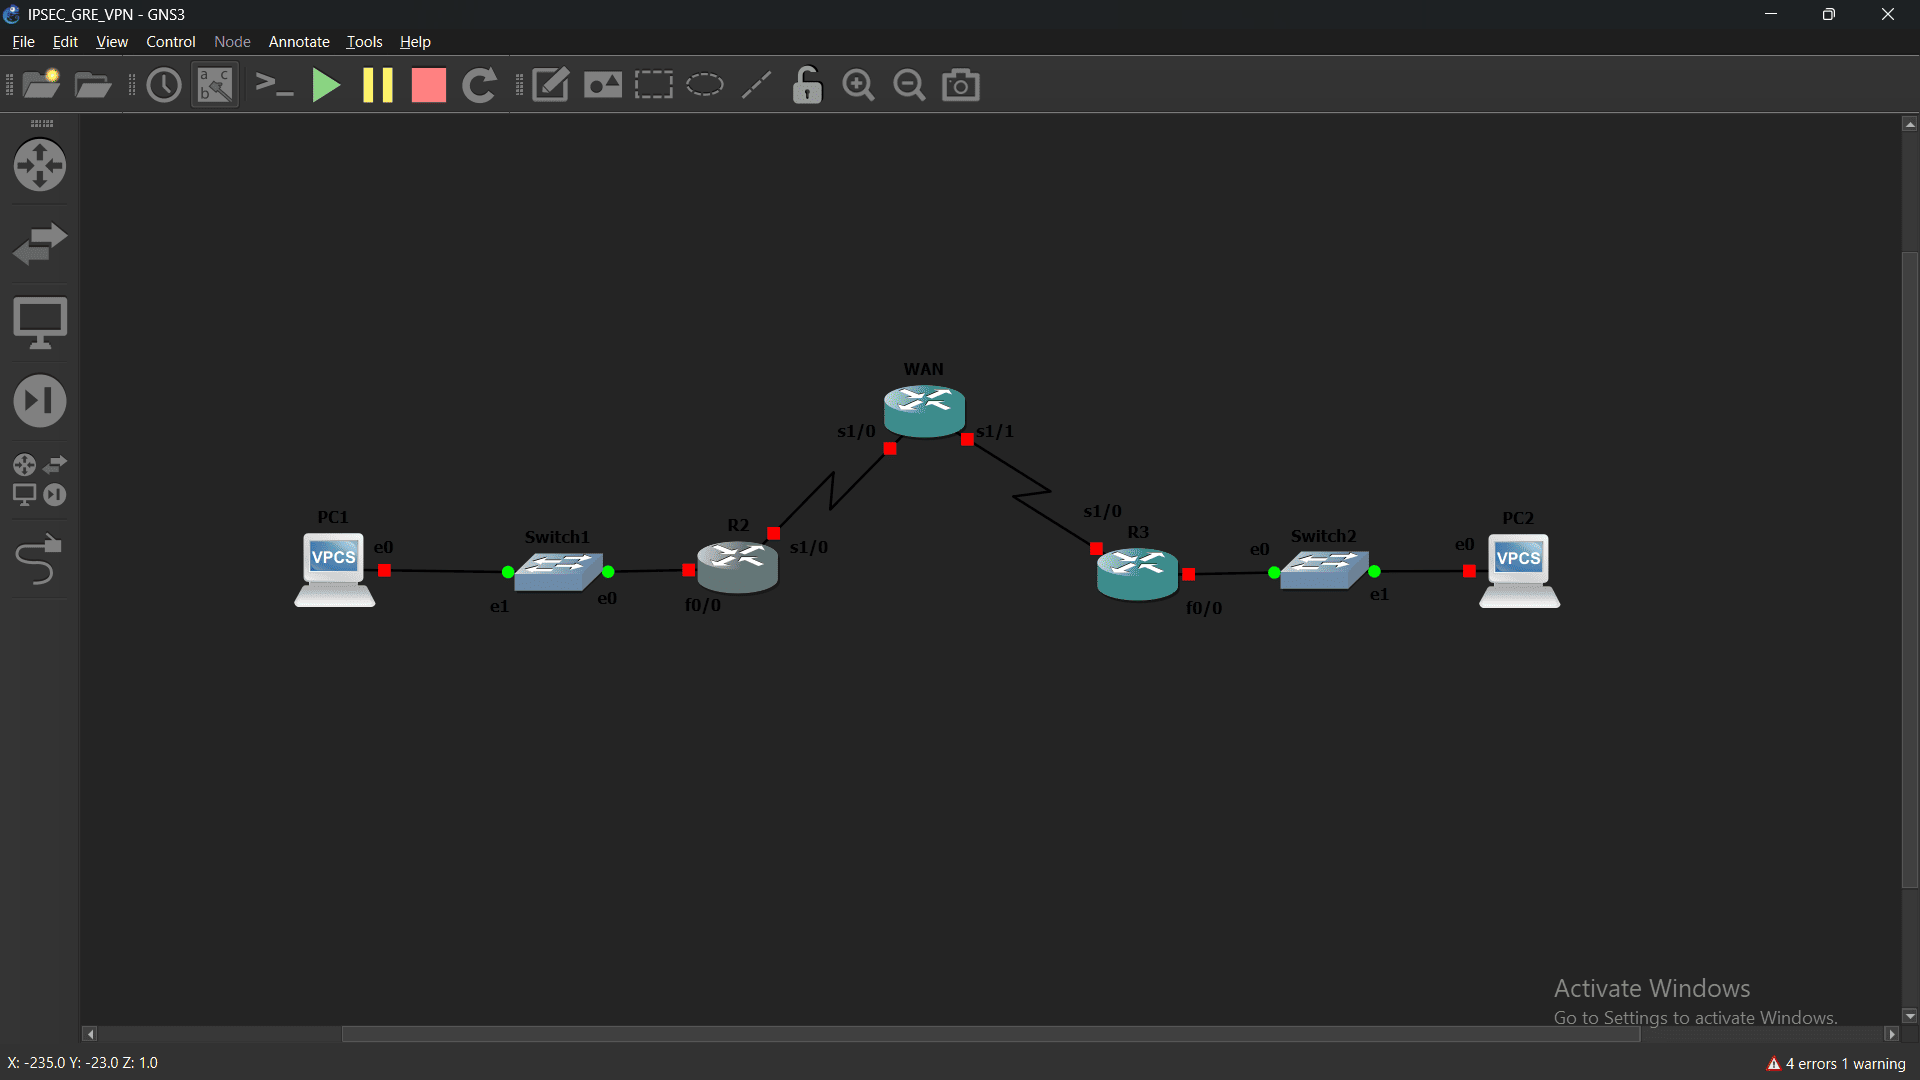 IPSEC_GRE_VPN - GNS3
File Edit View Control Node Annotate Tools Help
a c
b
>_
WAN
s1/0
s1/1
s1/0
PC1
R2
R3
PC2
Switch1
Switch2
VPCS
e0
s1/0
e0
e0
VPCS
e1
e0
f0/0
f0/0
e1
Activate Windows
Go to Settings to activate Windows.
X: -235.0 Y: -23.0 Z: 1.0
4 errors 1 warning